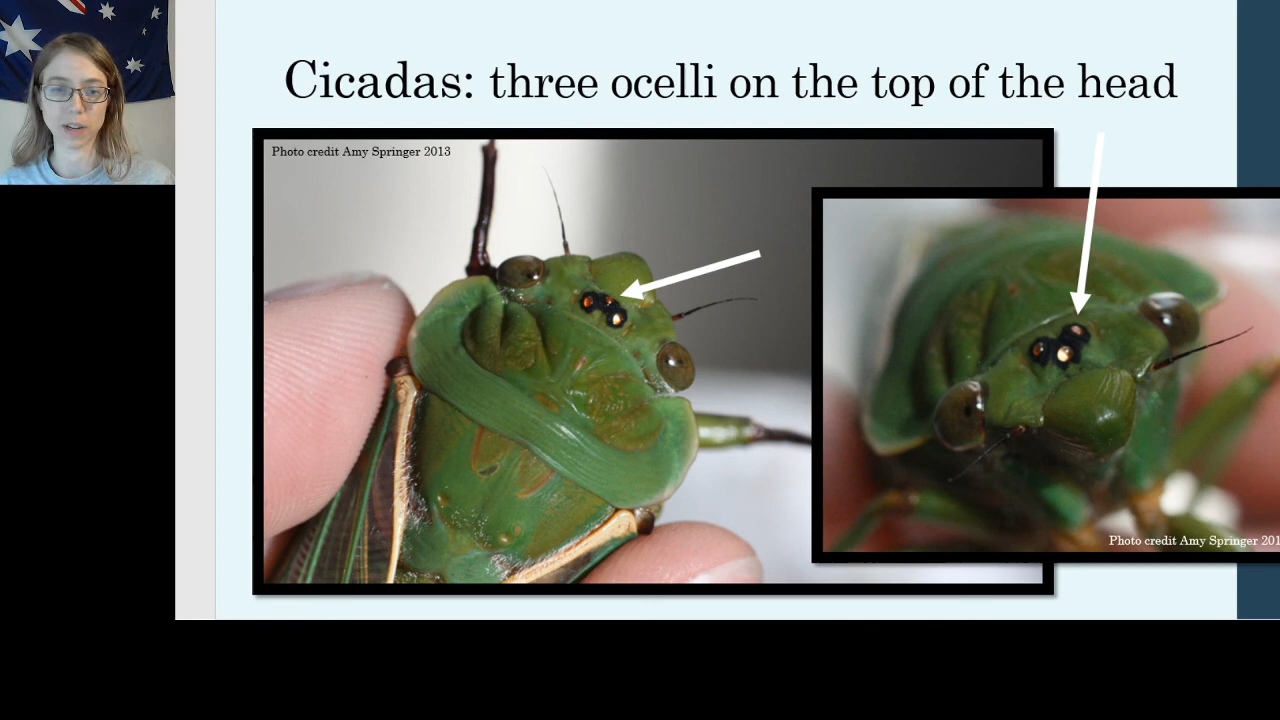 Cicadas: three ocelli on the top of the head
Photo credit Amy Springer 2013
Photo credit Amy Springer 201